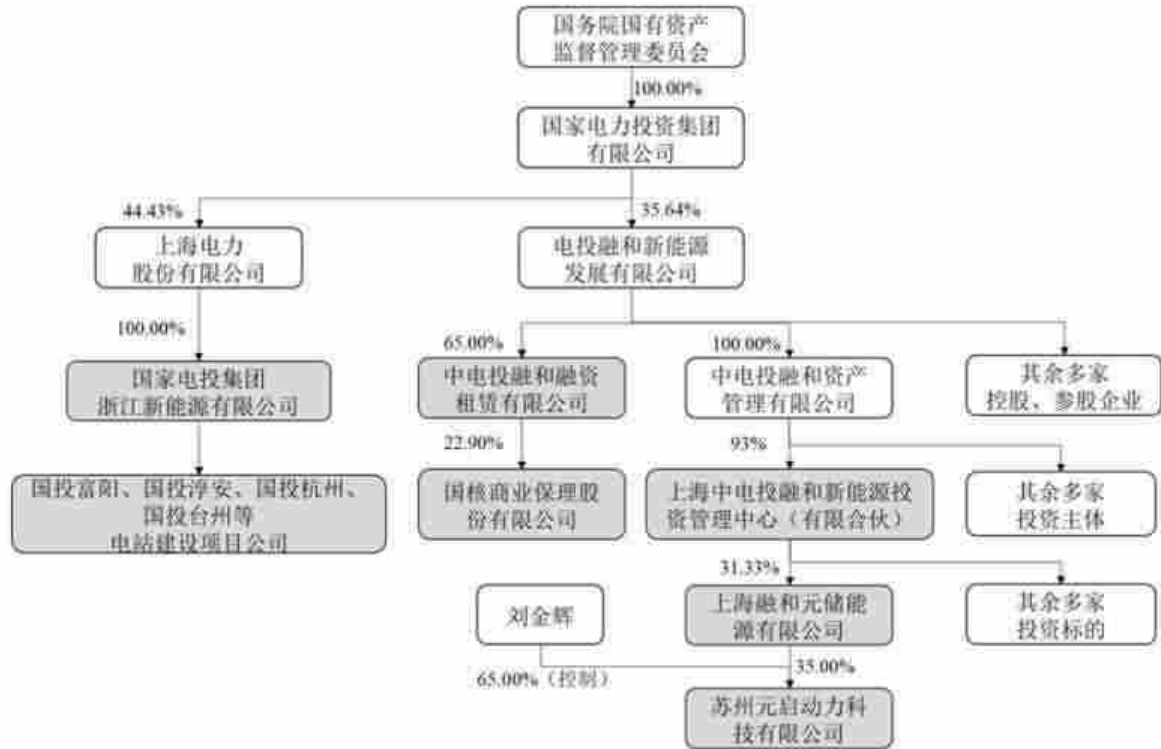 国务院国有资产
监督管理委员会
100.00%
国家电力投资集团
有限公司
44.43%
35.64%
上海电力
股份有限公司
电投融和新能源
发展有限公司
100.00%
65.00%
100.00%
国家电投集团
浙江新能源有限公司
中电投融和融资
租赁有限公司
中电投融和资产
管理有限公司
其余多家
控股、参股企业
22.90%
93%
国投富阳、国投淳安、国投杭州、
国投台州等
电站建设项目公司
国核商业保理股
份有限公司
上海中电投融和新能源投
资管理中心（有限合伙）
其余多家
投资主体
31.33%
刘金辉
上海融和元储能
源有限公司
其余多家
投资标的
65.00%（控制）
35.00%
苏州元启动力科
技有限公司